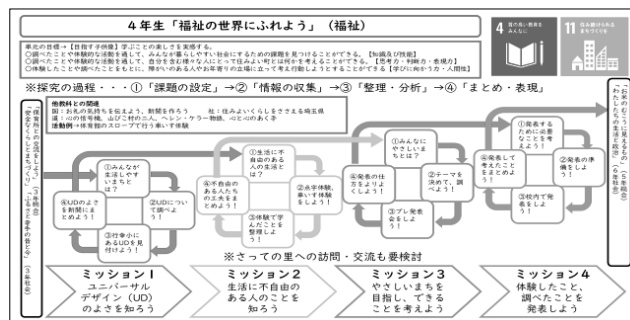 4年生「福祉の世界にふれよう」(福祉)
4 質の高い教育を
みんなに
11 住み続けられる
まちづくりを
単元の目標→【目指す子供像】学ぶことの楽しさを実感する。
○調べたことや体験的な活動を通して、みんなが暮らしやすい社会にするための課題を見つけることができる。【知識及び技能】
○調べたことや体験的な活動を通して、自分を含む様々な人にとって住みよい町とは何かを考えることができる。【思考力・判断力・表現力】
○体験したことや調べたことをもとに、障がいのある人やお年寄りの立場に立って考え行動しようとすることができる【学びに向かう力・人間性】
※探究の過程・・・①「課題の設定」→②「情報の収集」→③「整理・分析」→④「まとめ・表現」
他教科との関連
国:お礼の気持ちを伝えよう、新聞を作ろう 社:住みよいくらしをささえる埼玉県
道:心の信号機、山びこ村の二人、ヘレン・ケラー物語、心と心のあく手
活動例→体育館のスロープで行う車いす体験
①みんなが
生活しやす
いまちとは?
②UDについ
て調べよう!
③行幸小に
あるUDを見
付けよう!
④UDのよさ
を新聞にま
とめよう!
①生活に不
自由のある
人の生活と
は?
②点字体験、
車いす体験を
しよう!
③体験で学
んだことを
整理しよ
う!
④不自由の
ある人たち
の工夫をま
とめよう!
①みんなに
やさしいま
ちとは?
②テーマを
決めて、調
べよう!
③プレ発表
会をしよ
う!
④発表の仕
方をよりよく
しよう!
①発表する
ために必要
なことを考
えよう!
②発表の準
備をしよ
う!
③校内で発
表をしよ
う!
④発表して考
えたことをま
とめよう!
※さっての里への訪問・交流も要検討
ミッション1
ユニバーサル
デザイン(UD)
のよさを知ろう
ミッション2
生活に不自由の
ある人のことを
知ろう
ミッション3
やさしいまちを
目指し、できる
ことを考えよう
ミッション4
体験したこと、
調べたことを
発表しよう